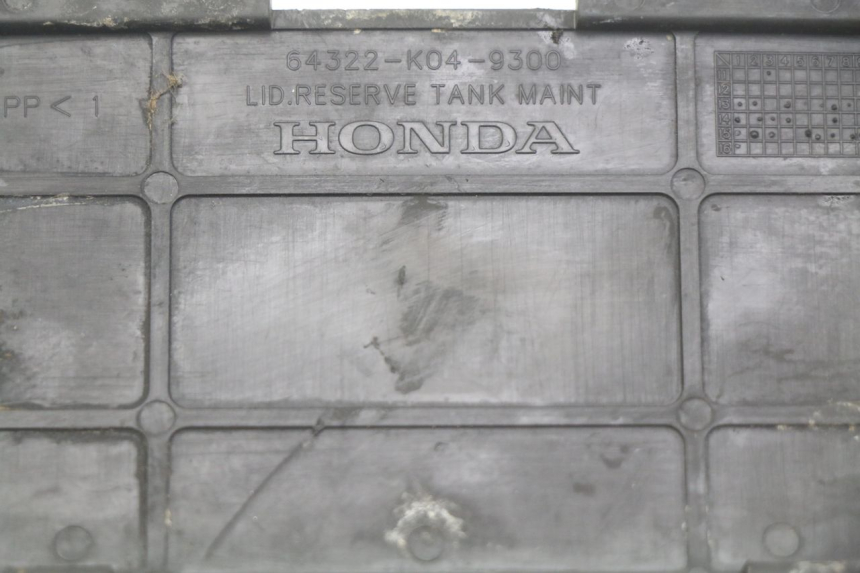 64322-K04-9300
LID.RESERVE TANK MAINT
HONDA
PP< 1